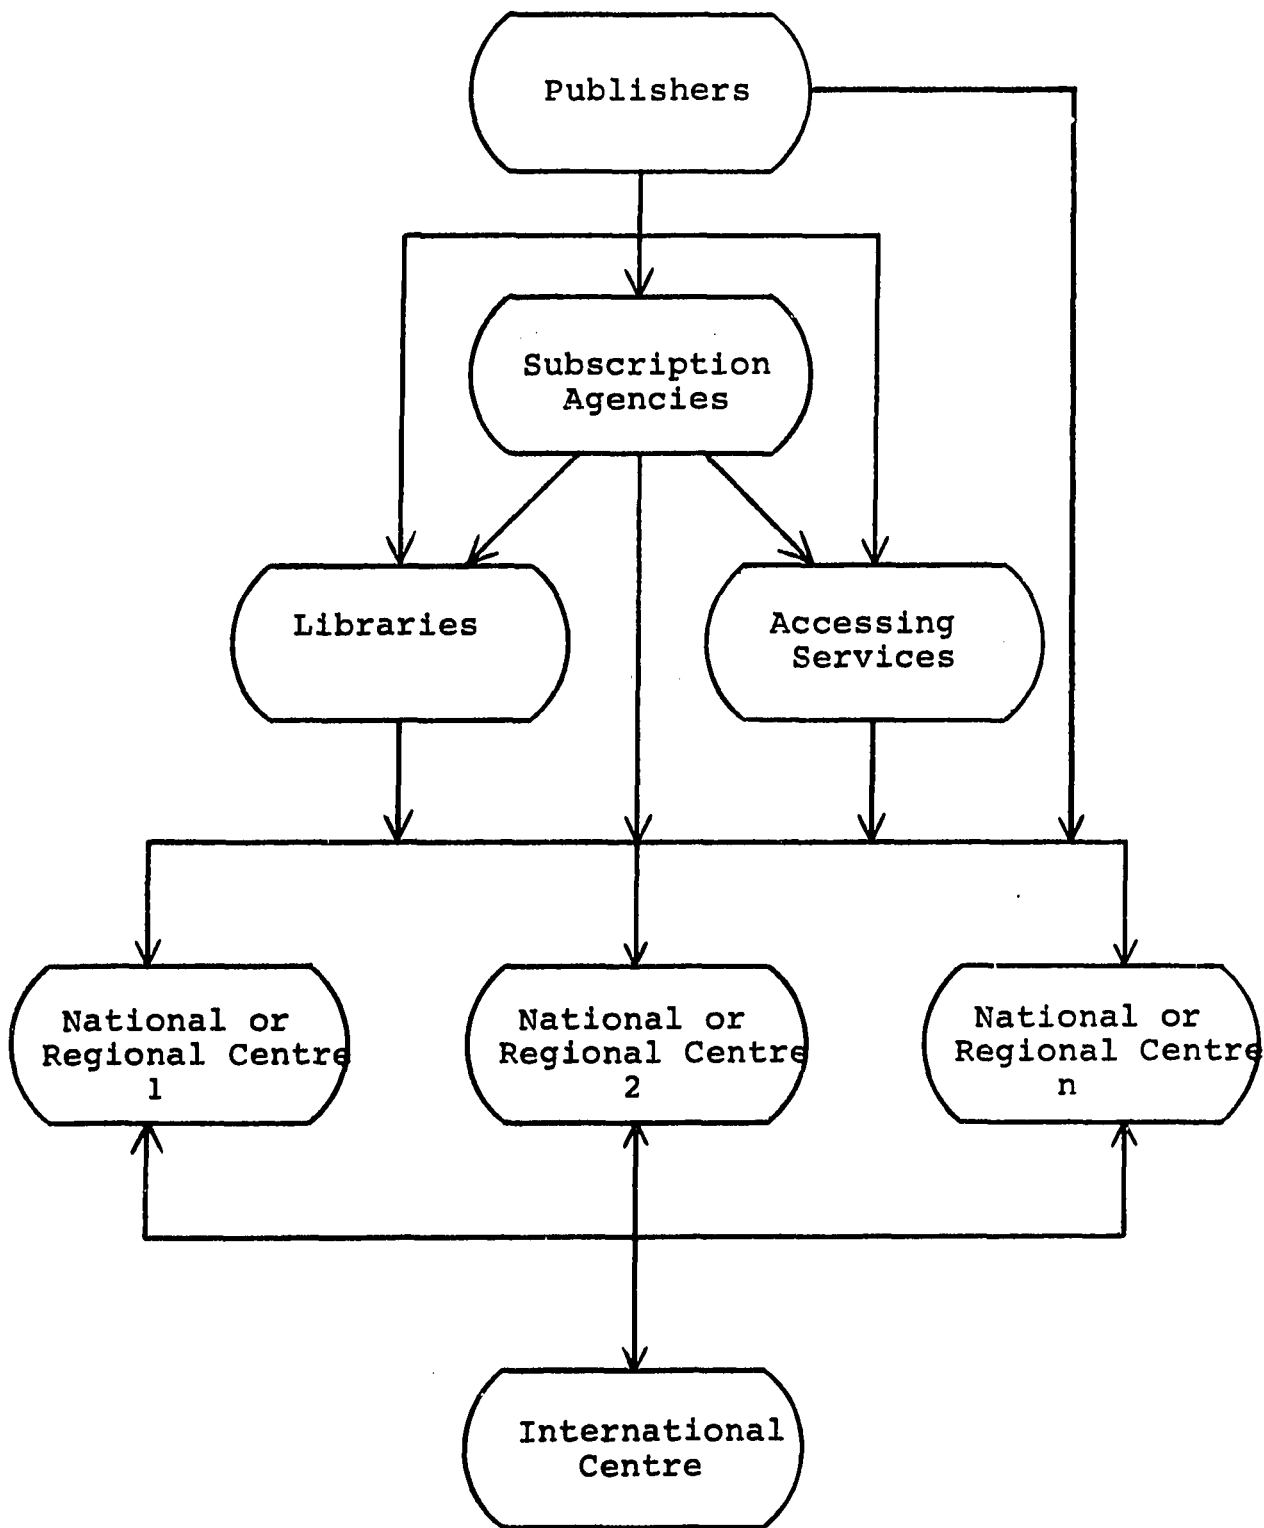 Publishers
Subscription
Agencies
Libraries
Accessing
Services
National or
Regional Centre
1
National or
Regional Centre
2
National or
Regional Centre
n
International
Centre